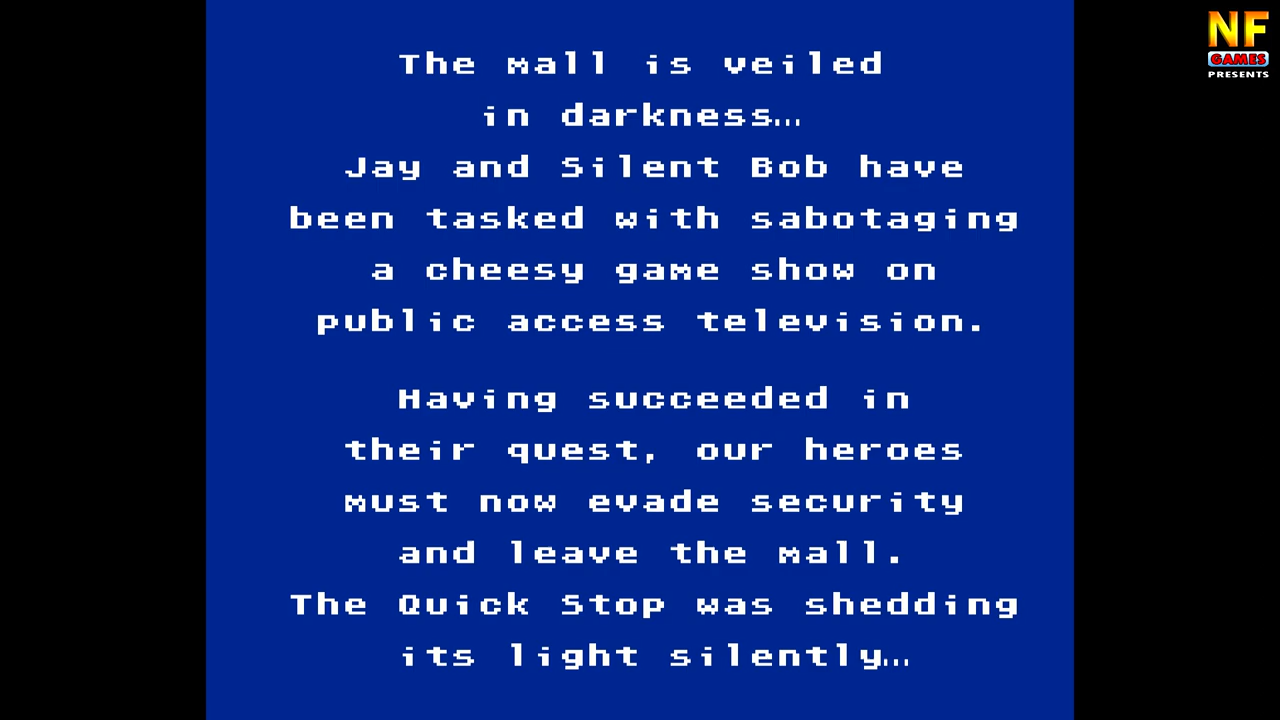 The mall is veiled
in darkness...
Jay and Silent Bob have
been tasked with sabotaging
a cheesy game show on
public access television.
Having succeeded in
their quest, our heroes
must now evade security
and leave the mall.
The Quick Stop was shedding
its light silently...
NF
GAMES
PRESENTS